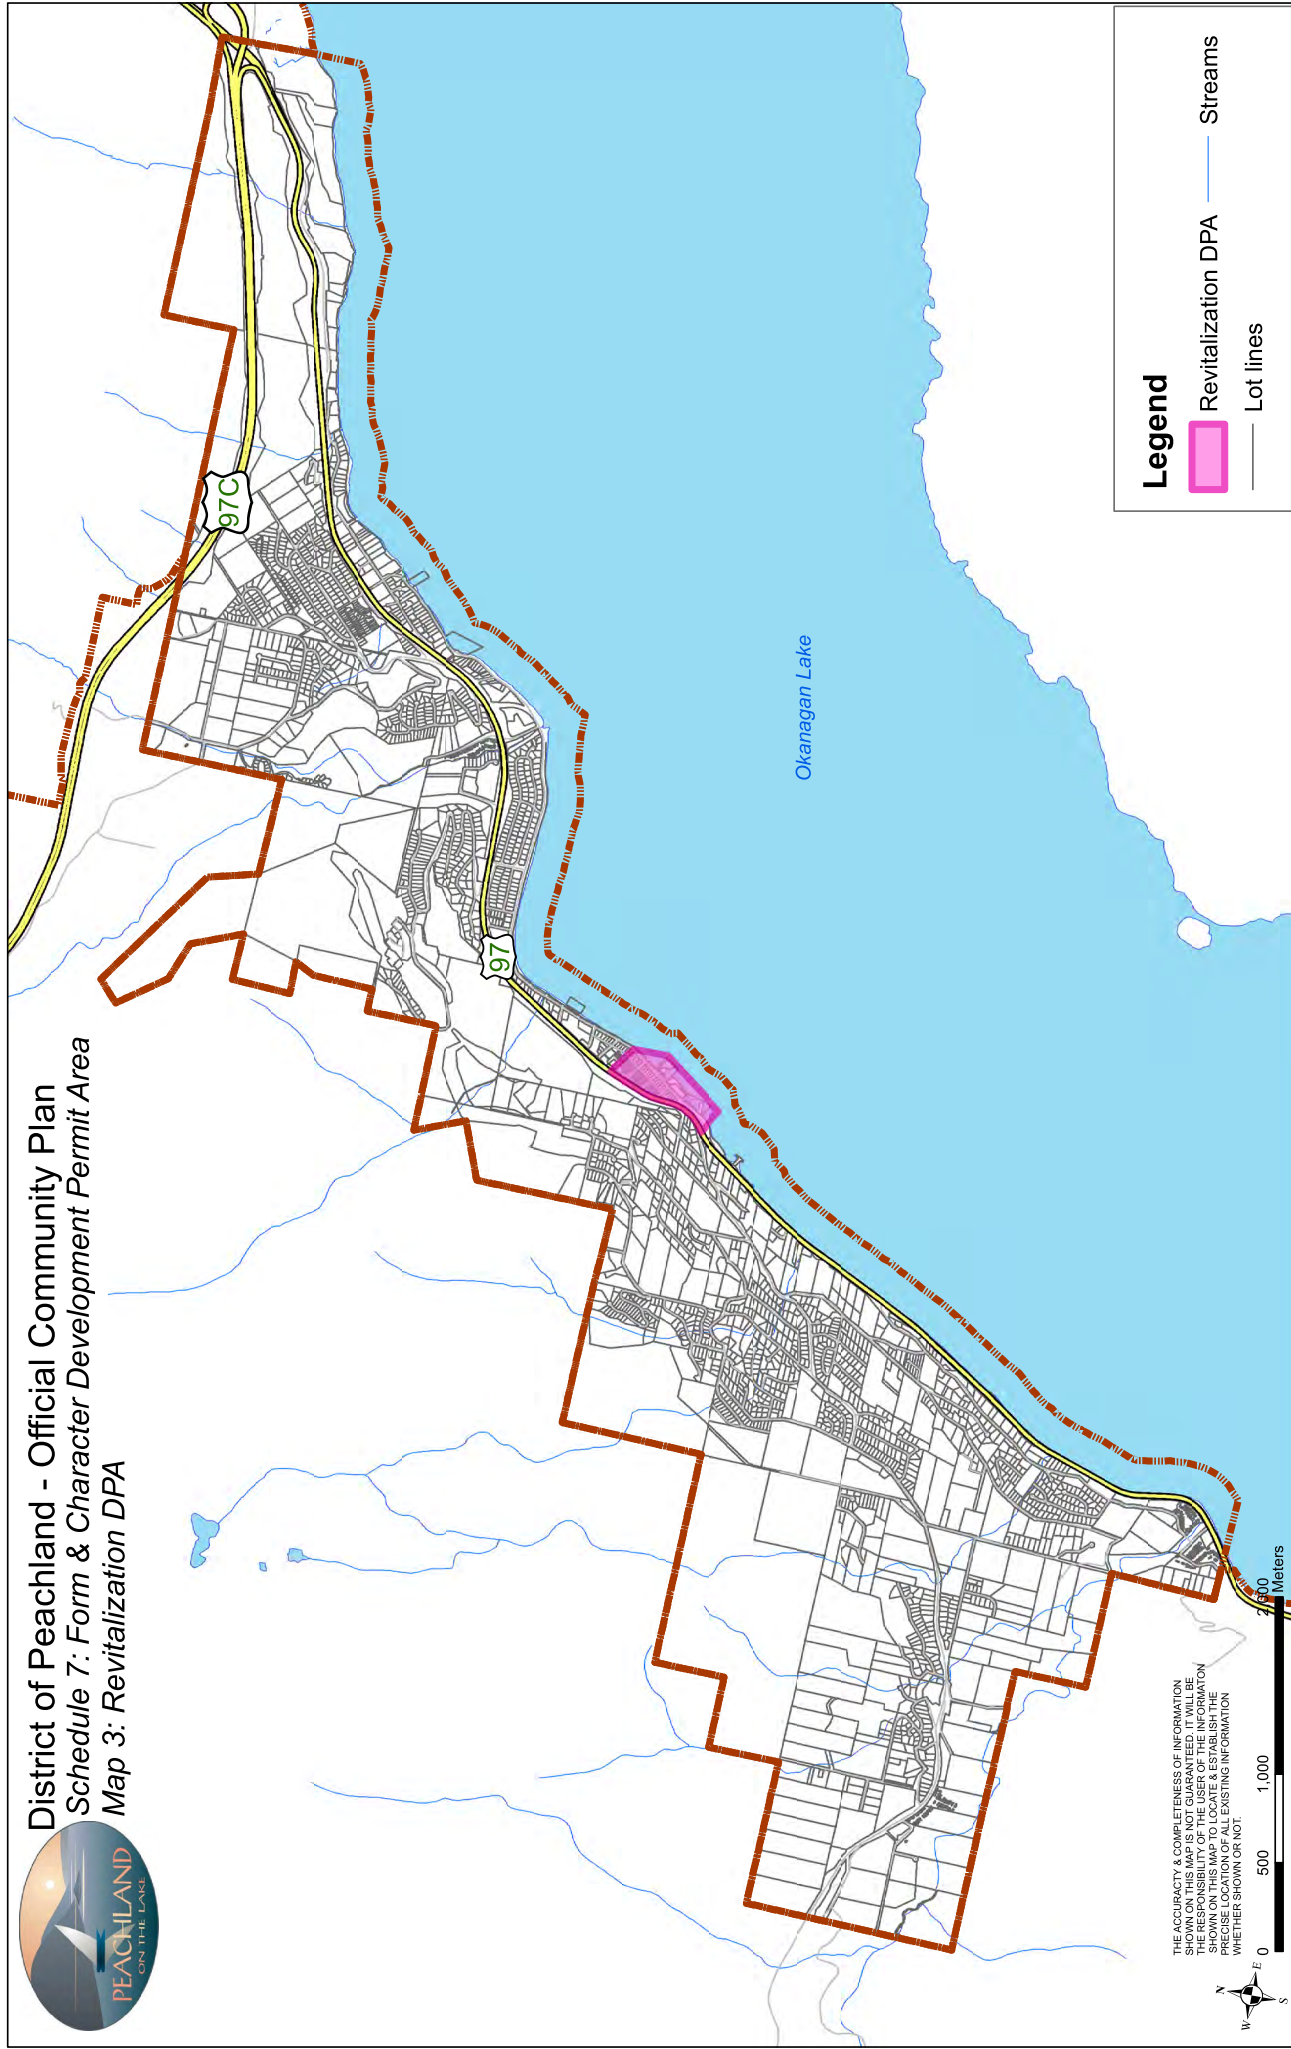 District of Peachland - Official Community Plan
Schedule 7: Form & Character Development Permit Area
Map 3: Revitalization DPA
PEACHLAND
ON THE LAKE
97C
97
Okanagan Lake
Legend
Revitalization DPA
Streams
Lot lines
THE ACCURACTY & COMPLETENESS OF INFORMATION
SHOWN ON THIS MAP IS NOT GUARANTEED. IT WILL BE
THE RESPONSIBILITY OF THE USER OF THE INFORMATON
SHOWN ON THIS MAP TO LOCATE & ESTABLISH THE
PRECISE LOCATION OF ALL EXISTING INFORMATION
WHETHER SHOWN OR NOT.
N
W E
S
0 500 1,000 2,000
Meters